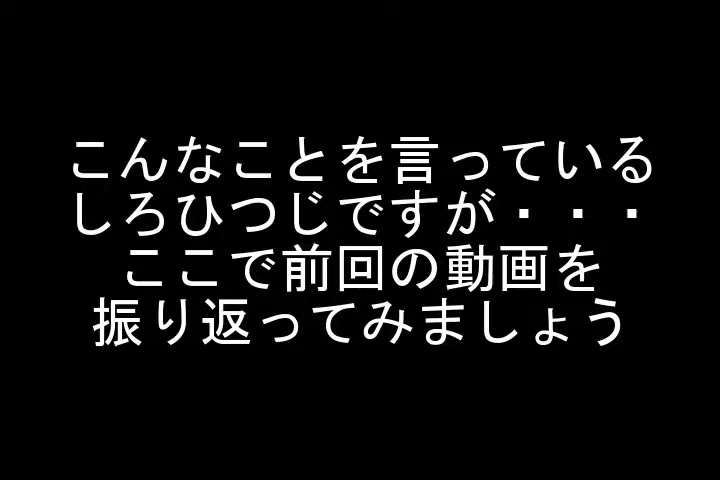 こんなことを言っている
しろひつじですが・・・
ここで前回の動画を
振り返ってみましょう